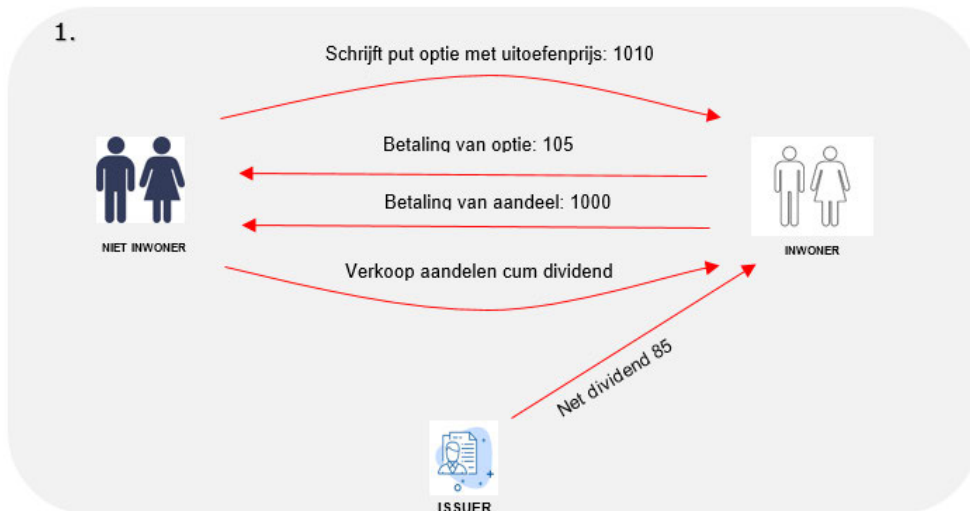 1.
Schrijft put optie met uitoefenprijs: 1010
Betaling van optie: 105
Betaling van aandeel: 1000
NIET INWONER
INWONER
Verkoop aandelen cum dividend
Net dividend 85
ISSUER